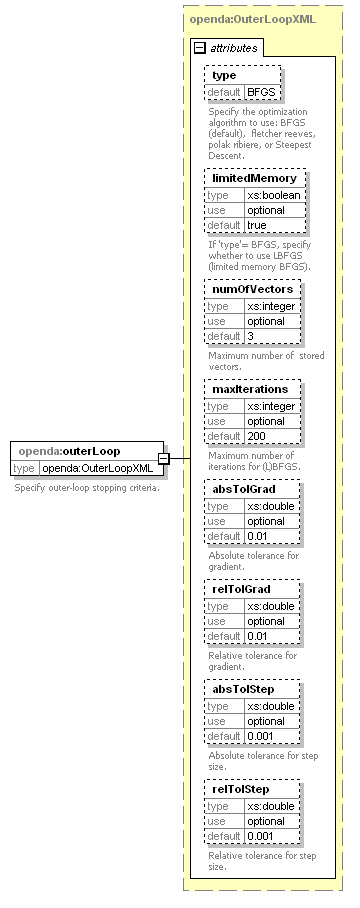 openda:OuterLoopXML
attributes
type
default BFGS
Specify the optimization
algorithm to use: BFGS
(default),  fletcher reeves,
polak ribiere, or Steepest
Descent.
limitedMemory
type xs:boolean
use optional
default true
If 'type'= BFGS, specify
whether to use LBFGS
(limited memory BFGS).
numOfVectors
type xs:integer
use optional
default 3
Maximum number of  stored
vectors.
maxIterations
type xs:integer
use optional
default 200
Maximum number of
iterations for (L)BFGS.
openda:outerLoop
type openda:OuterLoopXML
Specify outer-loop stopping criteria.
absTolGrad
type xs:double
use optional
default 0.01
Absolute tolerance for
gradient.
relTolGrad
type xs:double
use optional
default 0.01
Relative tolerance for
gradient.
absTolStep
type xs:double
use optional
default 0.001
Absolute tolerance for step
size.
relTolStep
type xs:double
use optional
default 0.001
Relative tolerance for step
size.